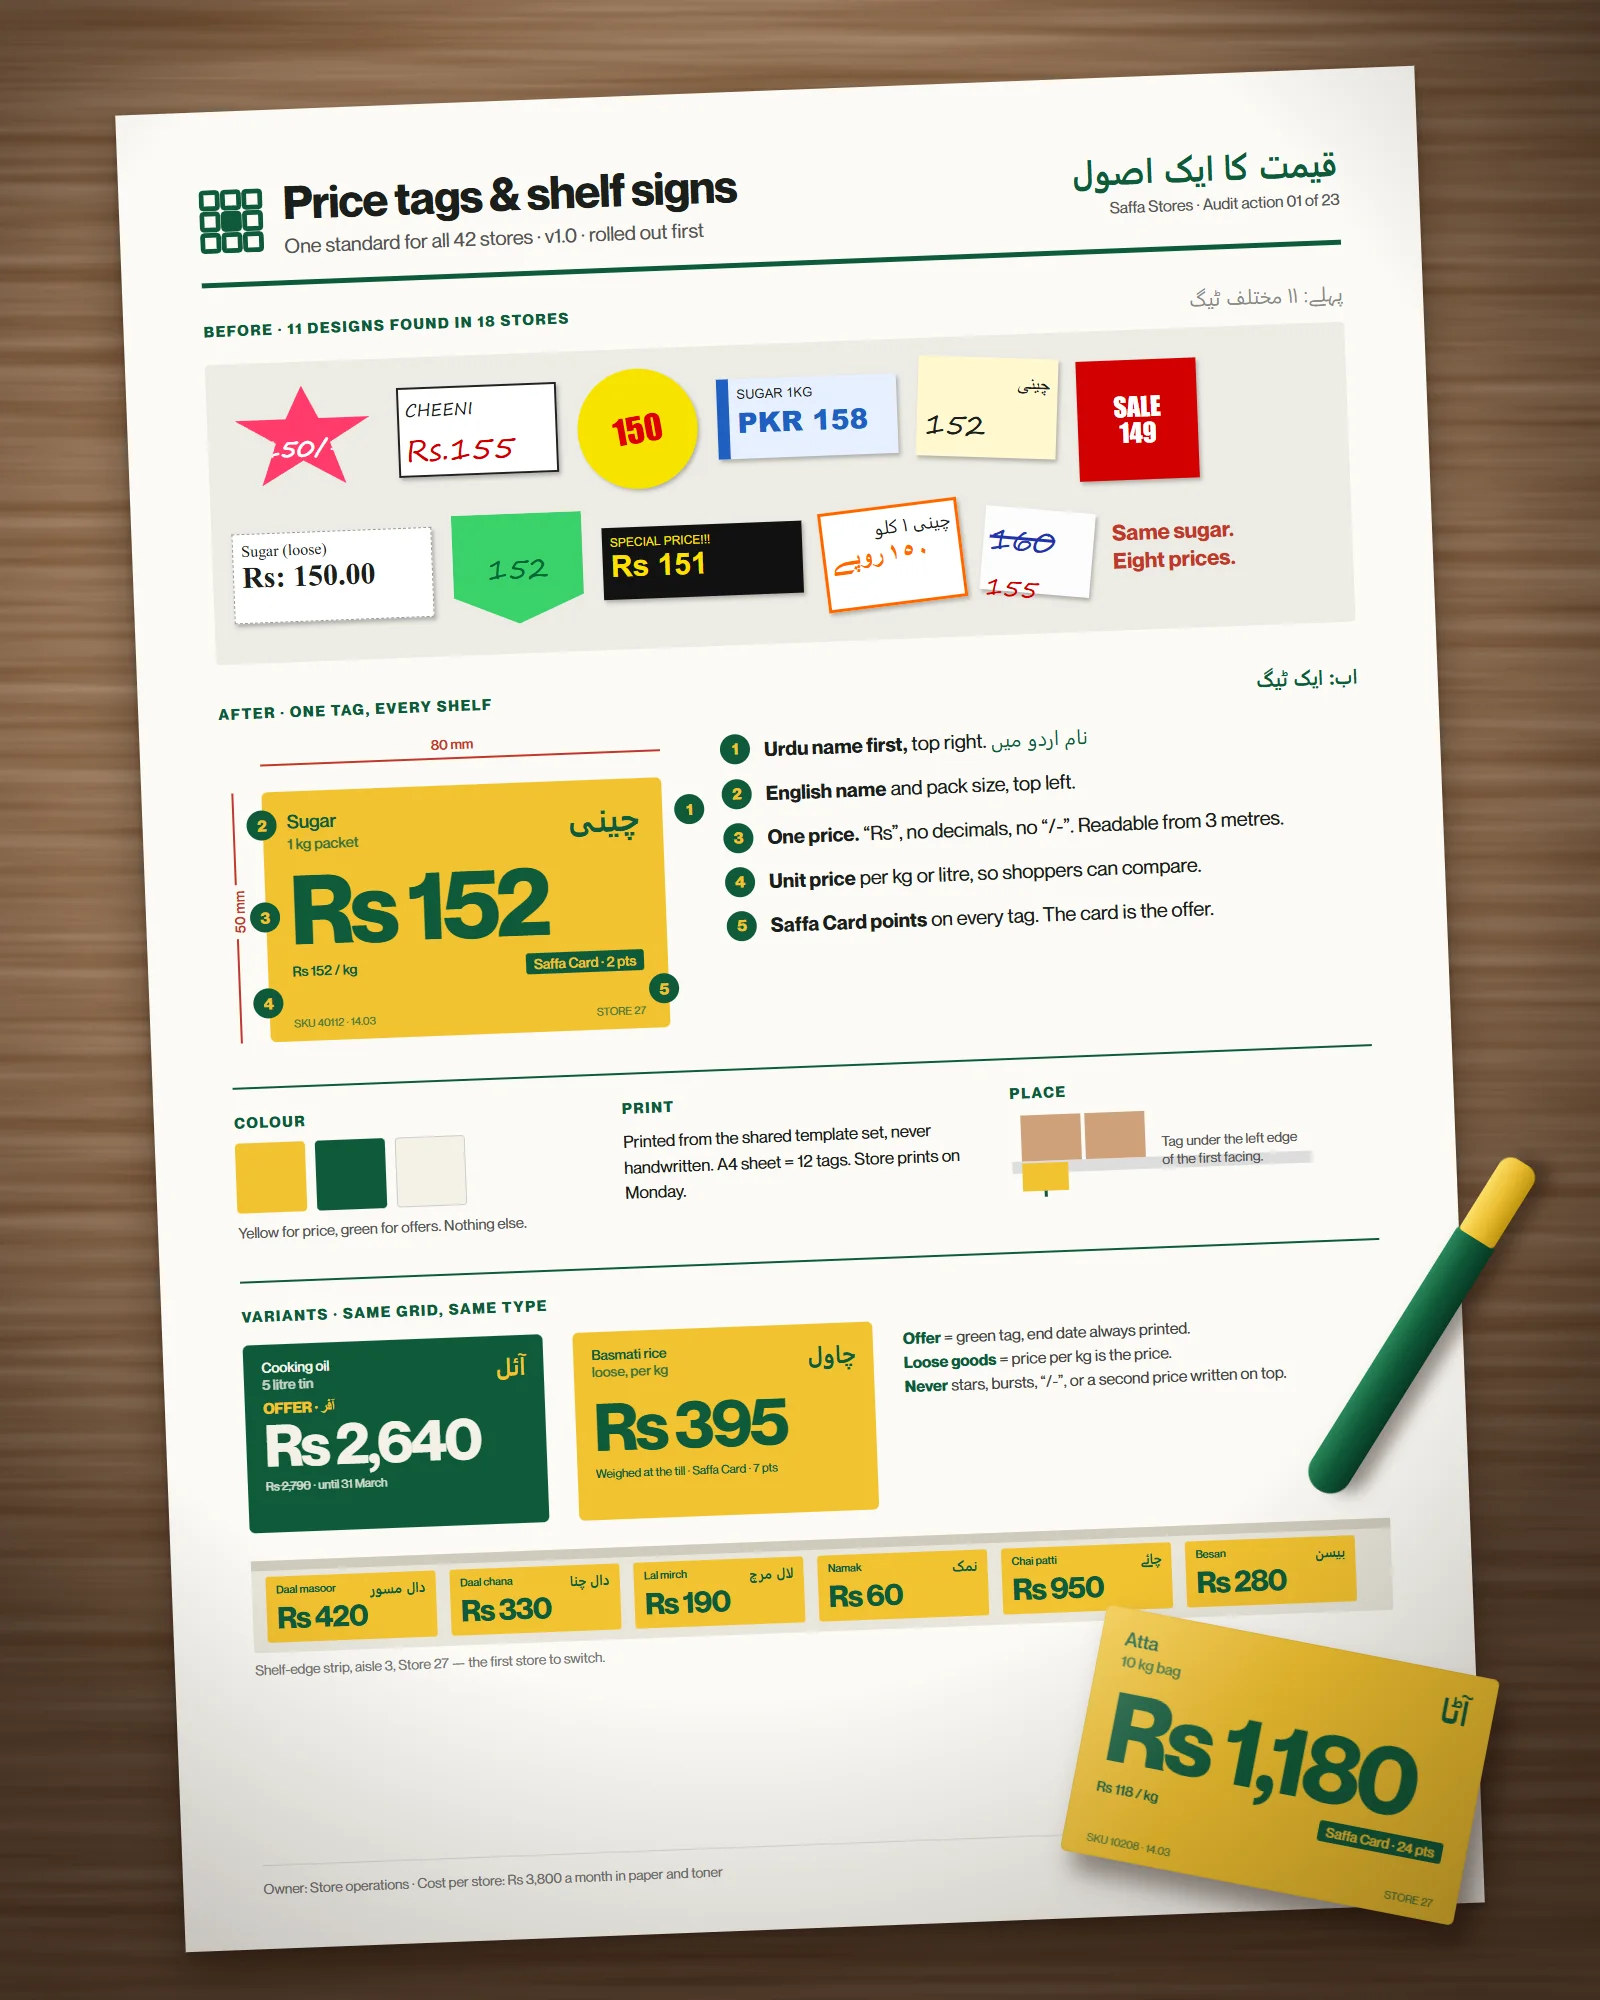 Price tags & shelf signs
One standard for all 42 stores · v1.0 · rolled out first
قیمت کا ایک اصول
Saffa Stores · Audit action 01 of 23
BEFORE · 11 DESIGNS FOUND IN 18 STORES
پہلے: ۱۱ مختلف ٹیگ
CHEENI
Rs.155
150
SUGAR 1KG
PKR 158
چینی
152
SALE
149
Sugar (loose)
Rs: 150.00
152
SPECIAL PRICE!!!
Rs 151
چینی ۱ کلو
۱۵۰ روپے
160
155
Same sugar.
Eight prices.
AFTER · ONE TAG, EVERY SHELF
اب: ایک ٹیگ
80 mm
50 mm
2
Sugar
1 kg packet
چینی
1
3
Rs 152
Rs 152 / kg
Saffa Card · 2 pts
4
5
SKU 40112 · 14.03
STORE 27
1 Urdu name first, top right. نام اردو میں
2 English name and pack size, top left.
3 One price. “Rs”, no decimals, no “/-”. Readable from 3 metres.
4 Unit price per kg or litre, so shoppers can compare.
5 Saffa Card points on every tag. The card is the offer.
COLOUR
Yellow for price, green for offers. Nothing else.
PRINT
Printed from the shared template set, never
handwritten. A4 sheet = 12 tags. Store prints on
Monday.
PLACE
Tag under the left edge
of the first facing.
VARIANTS · SAME GRID, SAME TYPE
Cooking oil
5 litre tin
آئل
OFFER · آفر
Rs 2,640
Rs 2,790 · until 31 March
Basmati rice
loose, per kg
چاول
Rs 395
Weighed at the till · Saffa Card · 7 pts
Offer = green tag, end date always printed.
Loose goods = price per kg is the price.
Never stars, bursts, “/-”, or a second price written on top.
Daal masoor
دال مسور
Rs 420
Daal chana
دال چنا
Rs 330
Lal mirch
لال مرچ
Rs 190
Namak
نمک
Rs 60
Chai patti
چائے
Rs 950
Besan
بیسن
Rs 280
Shelf-edge strip, aisle 3, Store 27 — the first store to switch.
Atta
10 kg bag
آٹا
Rs 1,180
Rs 118 / kg
Saffa Card · 24 pts
SKU 10208 · 14.03
STORE 27
Owner: Store operations · Cost per store: Rs 3,800 a month in paper and toner